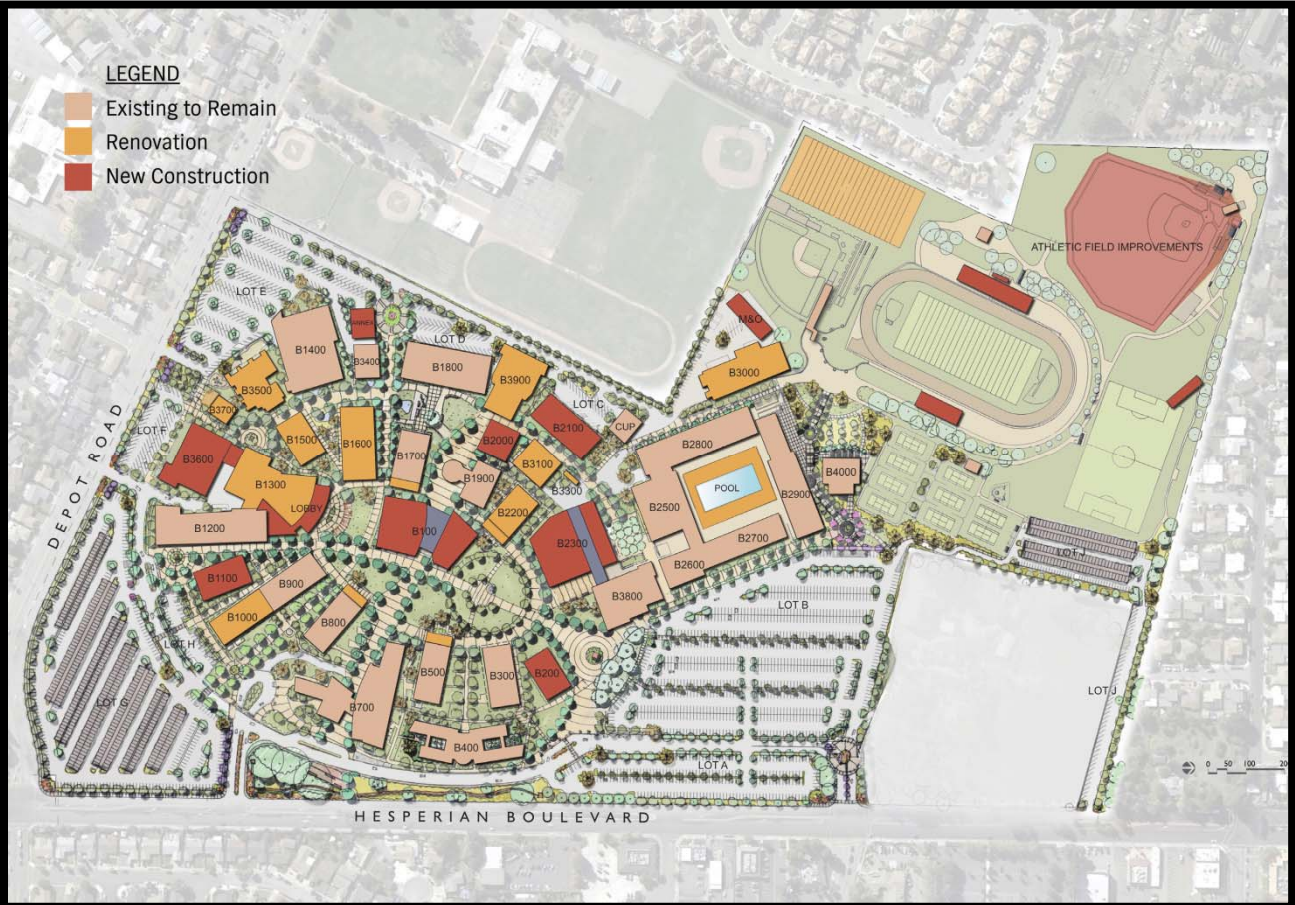 LEGEND
Existing to Remain
Renovation
New Construction
ATHLETIC FIELD IMPROVEMENTS
LOT E
ANNEX
M&O
B1400
B3400
LOT D
B1800
B3000
B3900
B3500
LOT C
B3700
CUP
B2100
LOT F
B1500
B1600
B2000
B2800
B1700
B3100
B3600
B4000
B1900
B3300
POOL
B1300
B2900
LOBBY
B2500
B2200
B1200
B100
B2300
B2700
LOT J
B2600
B1100
B900
B3800
LOT B
B1000
B800
LOT H
B500
B300
B200
LOT J
LOT G
B700
B400
LOT A
0 50 100 20
DEPOT ROAD
HESPERIAN BOULEVARD